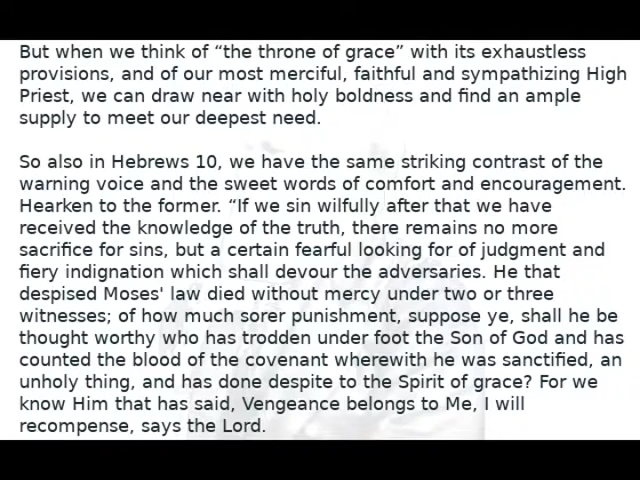 But when we think of “the throne of grace” with its exhaustless
provisions, and of our most merciful, faithful and sympathizing High
Priest, we can draw near with holy boldness and find an ample
supply to meet our deepest need.
So also in Hebrews 10, we have the same striking contrast of the
warning voice and the sweet words of comfort and encouragement.
Hearken to the former. “If we sin wilfully after that we have
received the knowledge of the truth, there remains no more
sacrifice for sins, but a certain fearful looking for of judgment and
fiery indignation which shall devour the adversaries. He that
despised Moses' law died without mercy under two or three
witnesses; of how much sorer punishment, suppose ye, shall he be
thought worthy who has trodden under foot the Son of God and has
counted the blood of the covenant wherewith he was sanctified, an
unholy thing, and has done despite to the Spirit of grace? For we
know Him that has said, Vengeance belongs to Me, I will
recompense, says the Lord.